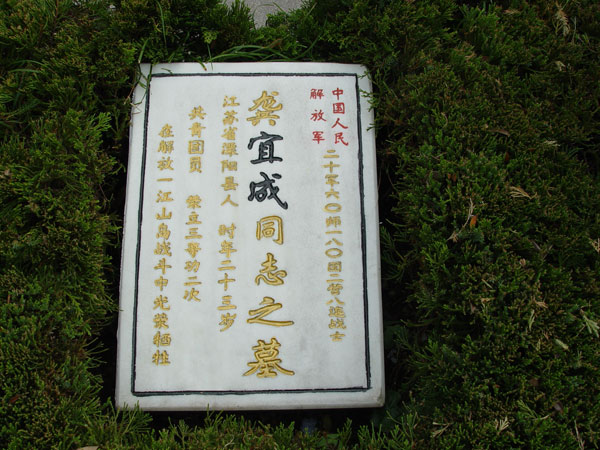 中国人民
解放军
二十军六〇师一八〇团二营八连战士
龚宜成同志之墓
江苏省溧阳县人 时年二十三岁
共青团员 荣立三等功二次
在解放一江山岛战斗中光荣牺牲